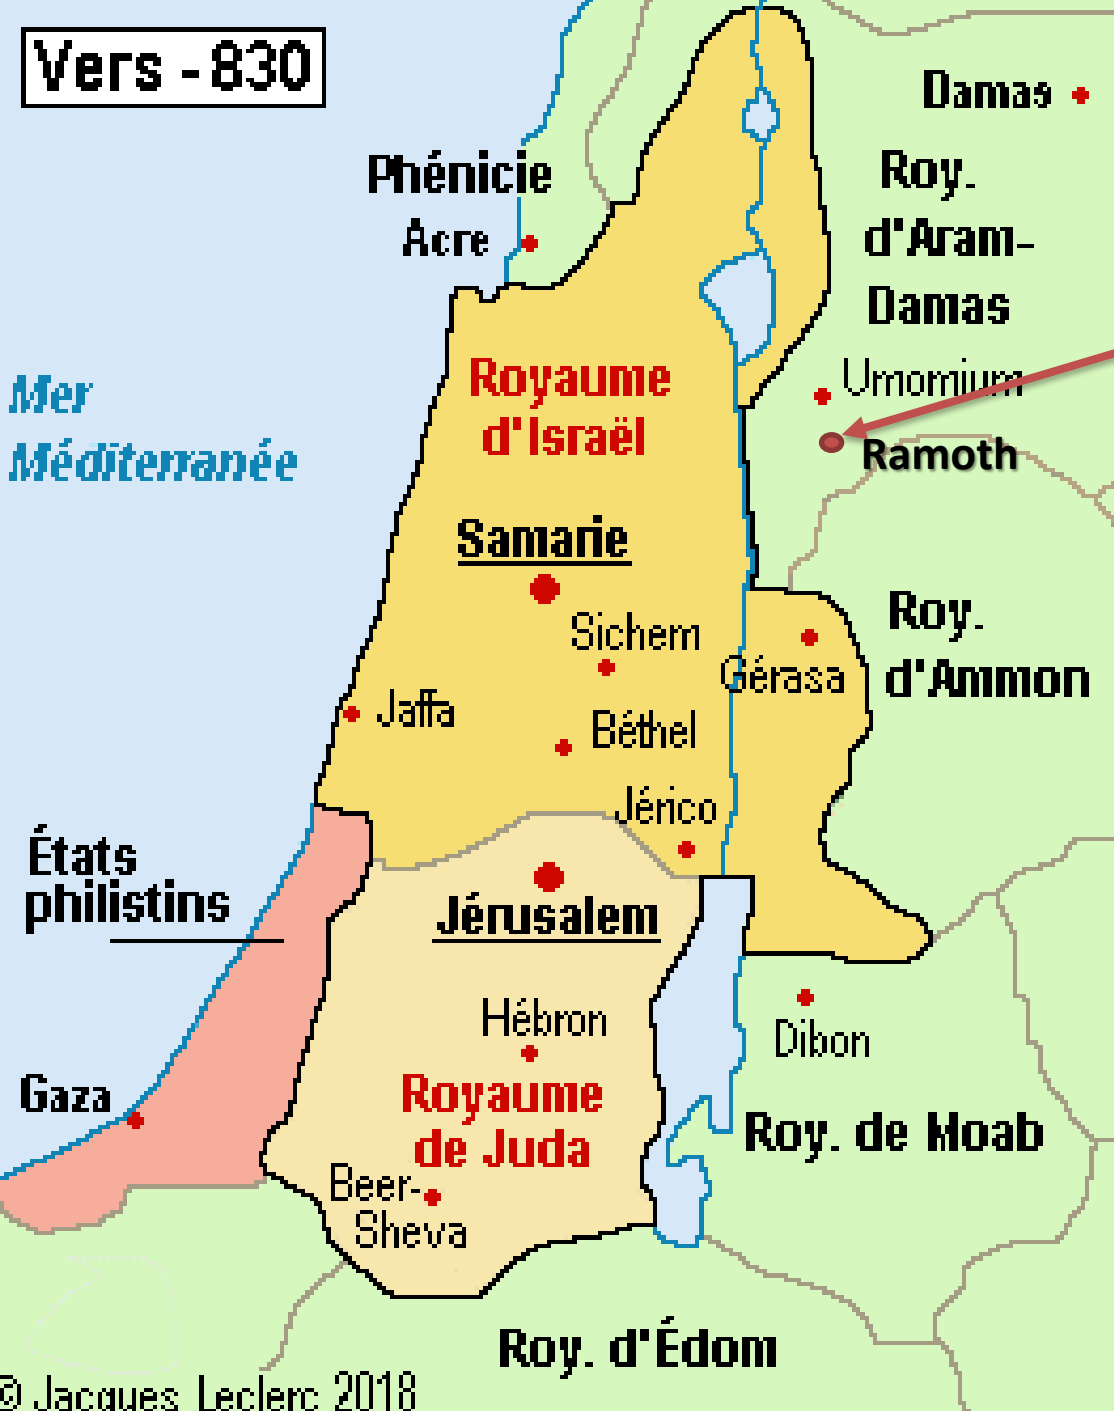 Vers - 830
Damas
Phénicie
Roy.
d'Aram-
Damas
Acre
Mer
Méditerranée
Royaume
d'Israël
Umomium
Ramoth
Samarie
Sichem
Roy.
d'Ammon
Gérasa
Jaffa
Béthel
Jérico
États
philistins
Jérusalem
Hébron
Dibon
Gaza
Royaume
de Juda
Roy. de Moab
Beer-
Sheva
Roy. d'Édom
© Jacques Leclerc 2018